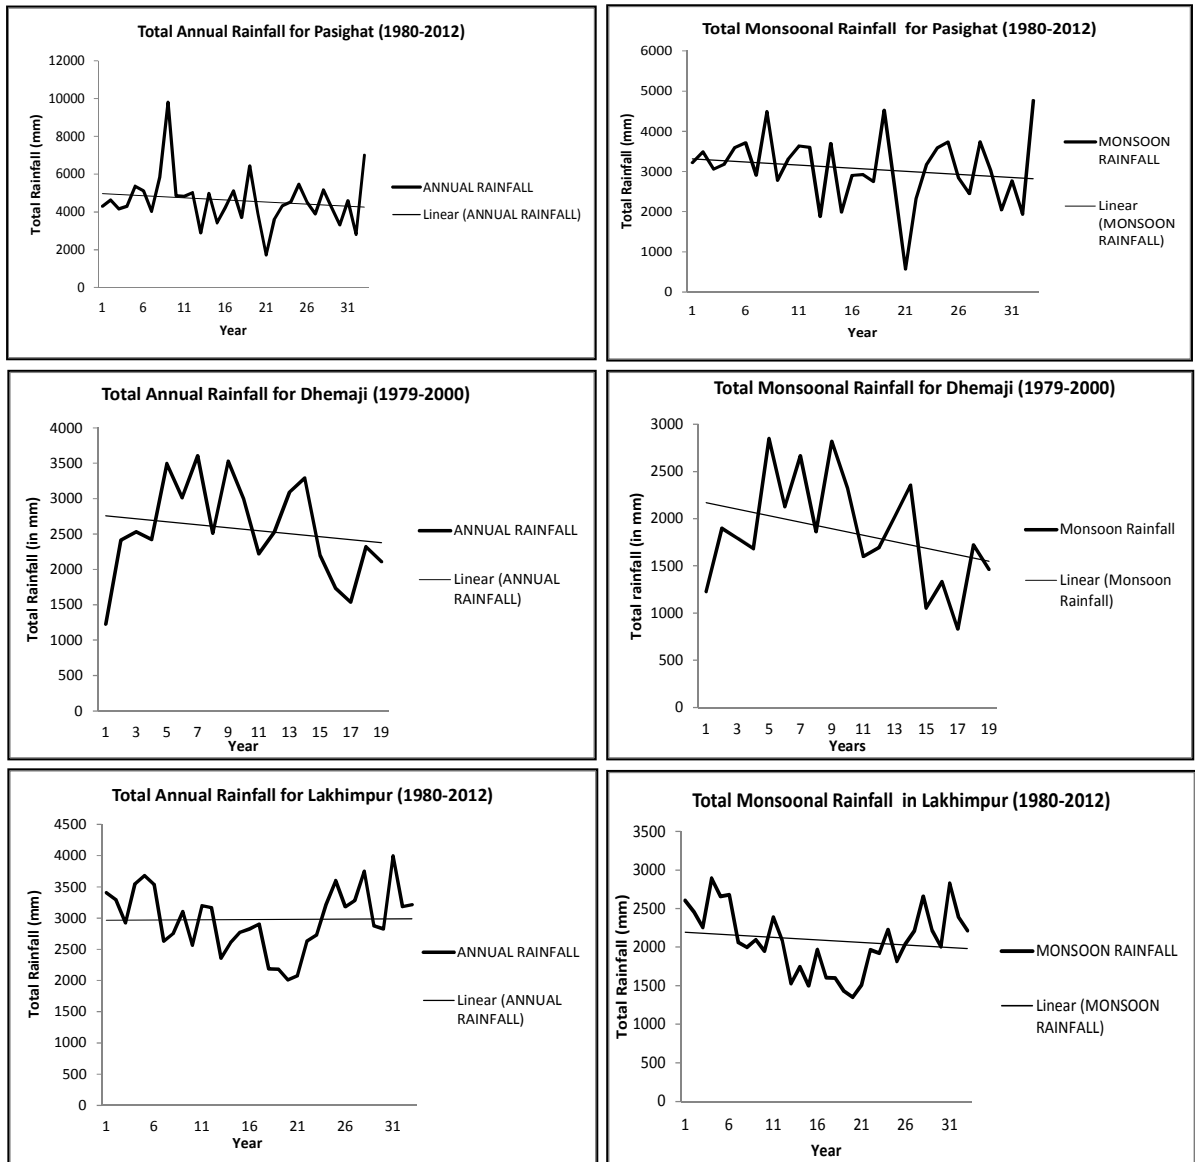 Total Annual Rainfall for Pasighat (1980-2012)
Total Rainfall (mm)
12000
10000
8000
6000
4000
2000
0
1 6 11 16 21 26 31
Year
ANNUAL RAINFALL
Linear (ANNUAL RAINFALL)
Total Monsoonal Rainfall for Pasighat (1980-2012)
Total Rainfall (mm)
6000
5000
4000
3000
2000
1000
0
1 6 11 16 21 26 31
Year
MONSOON
RAINFALL
Linear
(MONSOON
RAINFALL)
Total Annual Rainfall for Dhemaji (1979-2000)
Total Rainfall (in mm)
4000
3500
3000
2500
2000
1500
1000
500
0
1 3 5 7 9 11 13 15 17 19
Year
ANNUAL RAINFALL
Linear (ANNUAL
RAINFALL)
Total Monsoonal Rainfall for Dhemaji (1979-2000)
Total rainfall (in mm)
3000
2500
2000
1500
1000
500
0
1 3 5 7 9 11 13 15 17 19
Years
Monsoon Rainfall
Linear (Monsoon
Rainfall)
Total Annual Rainfall for Lakhimpur (1980-2012)
Total Rainfall (mm)
4500
4000
3500
3000
2500
2000
1500
1000
500
0
1 6 11 16 21 26 31
Year
ANNUAL RAINFALL
Linear (ANNUAL
RAINFALL)
Total Monsoonal Rainfall in Lakhimpur (1980-2012)
Total Rainfall (mm)
3500
3000
2500
2000
1500
1000
500
0
1 6 11 16 21 26 31
Year
MONSOON RAINFALL
Linear (MONSOON
RAINFALL)